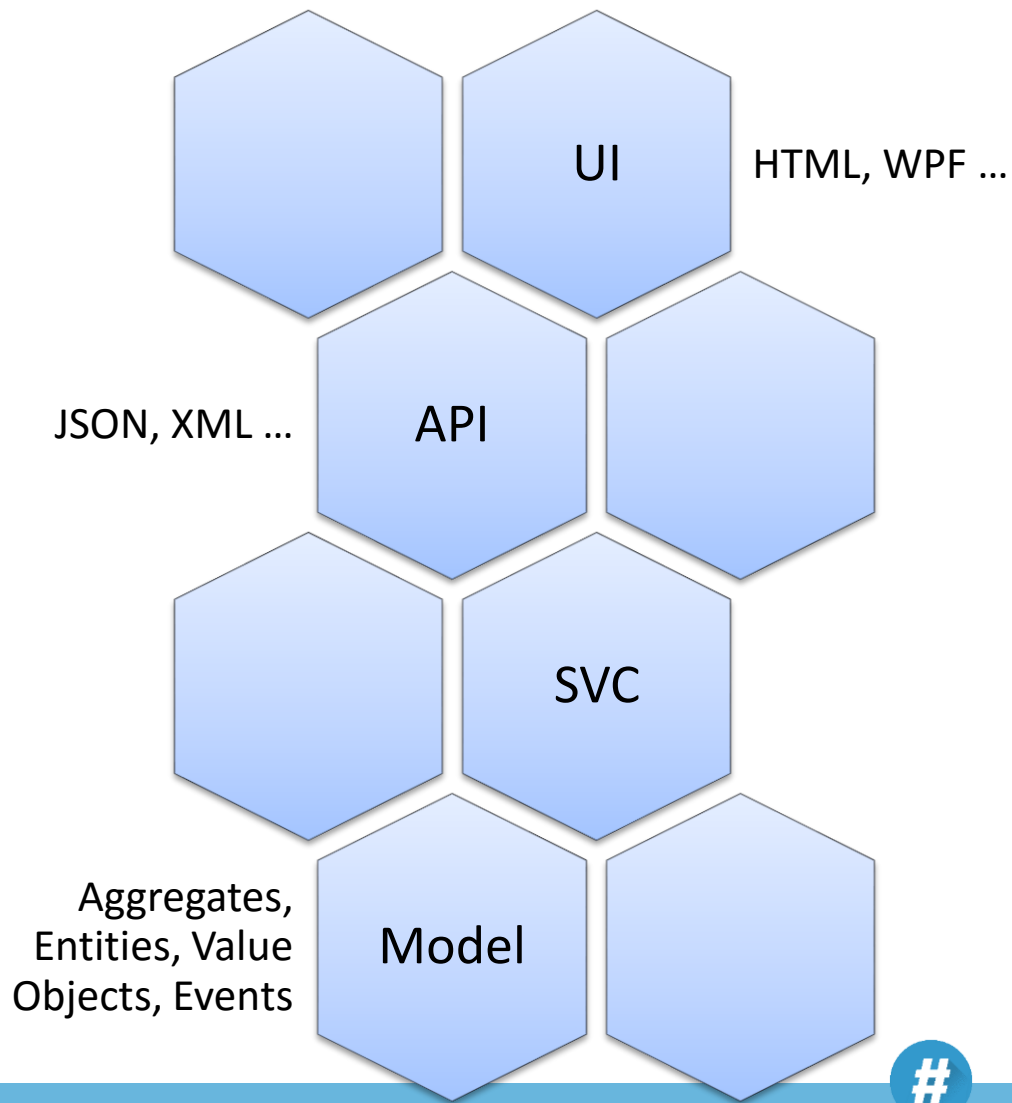 UI
HTML, WPF …
JSON, XML …
API
SVC
Aggregates,
Entities, Value
Objects, Events
Model
#